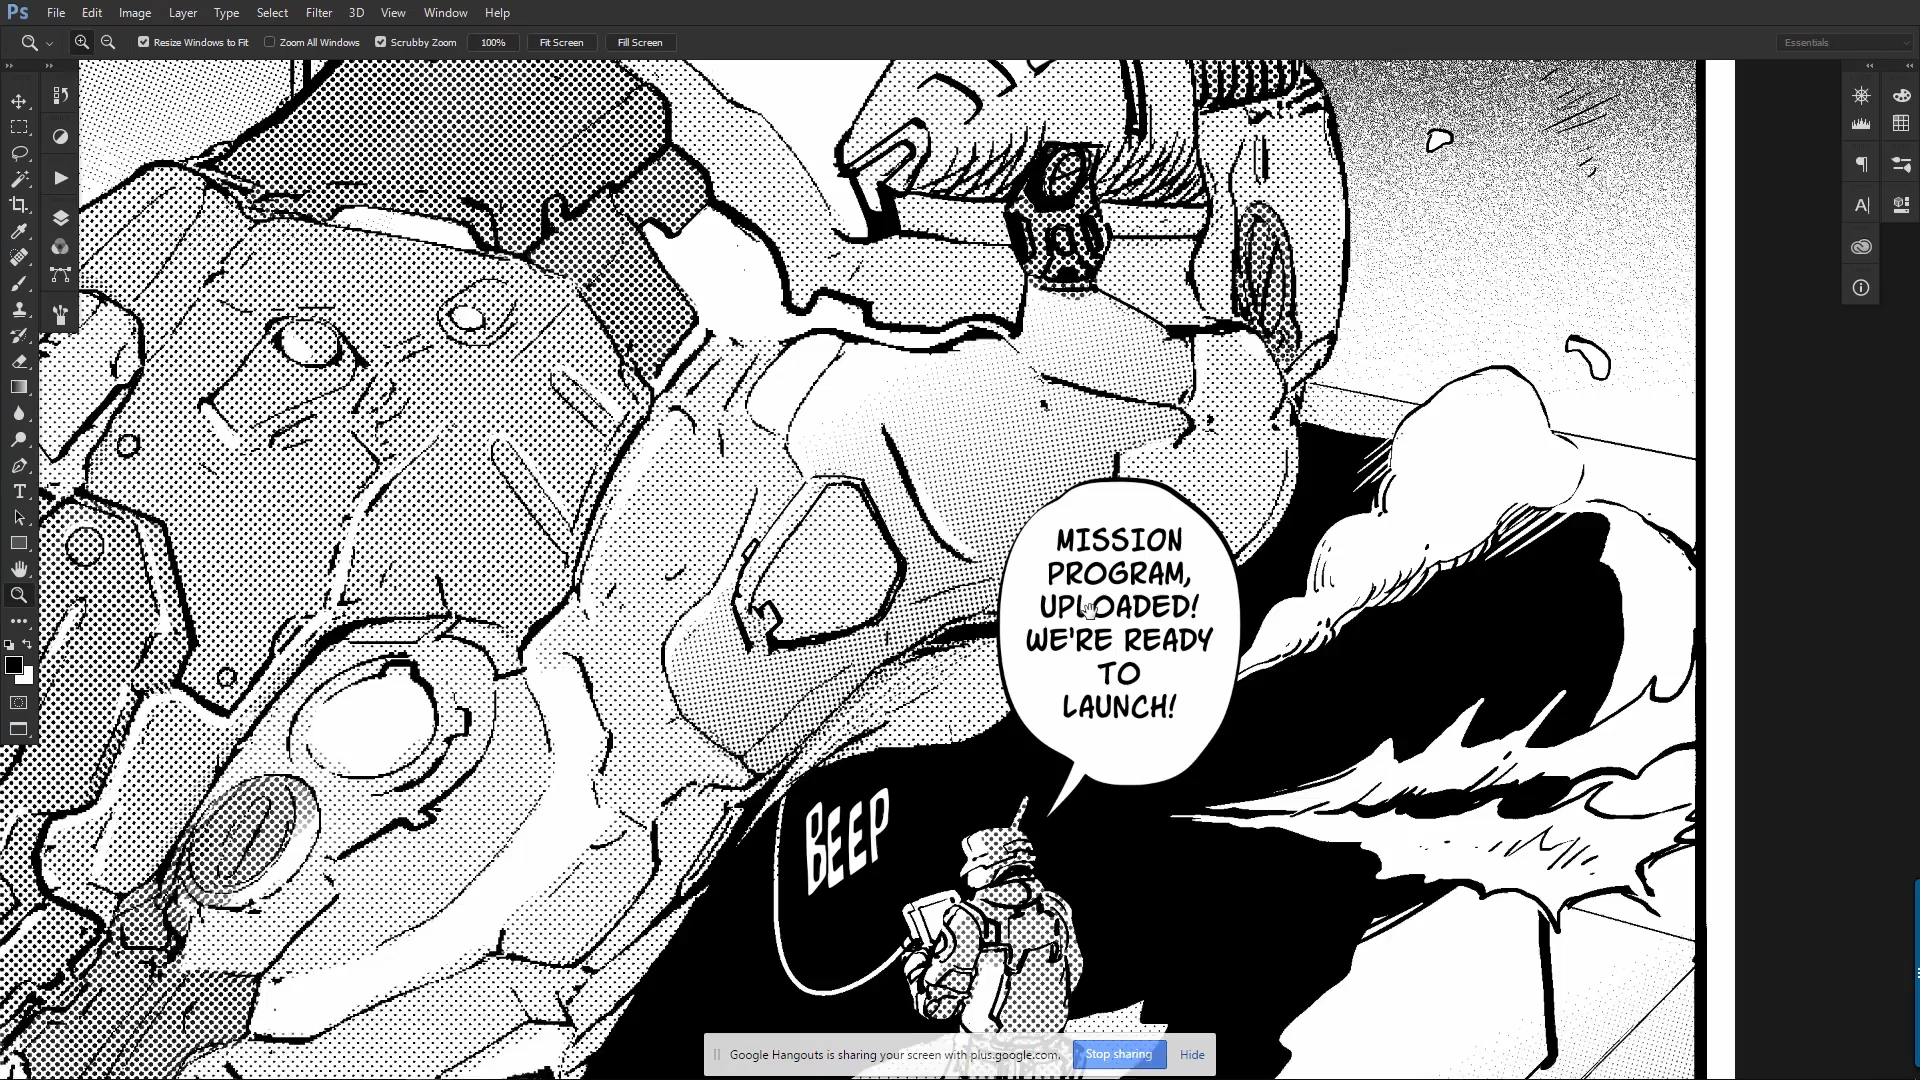 Ps File Edit Image Layer Type Select Filter 3D View Window Help
Resize Windows to Fit Zoom All Windows Scrubby Zoom 100% Fit Screen Fill Screen Essentials
MISSION
PROGRAM,
UPLOADED!
WE'RE READY
TO
LAUNCH!
BEEP
Google Hangouts is sharing your screen with plus.google.com. Stop sharing Hide